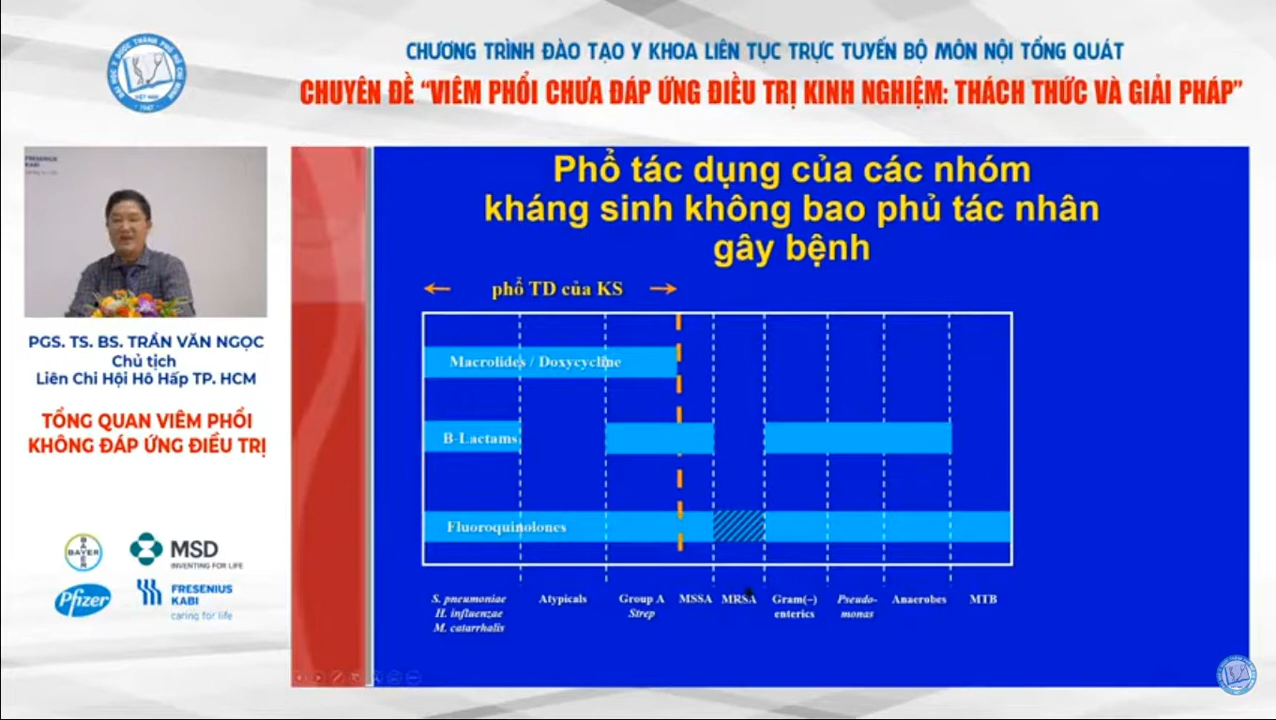 CHƯƠNG TRÌNH ĐÀO TẠO Y KHOA LIÊN TỤC TRỰC TUYẾN BỘ MÔN NỘI TỔNG QUÁT
CHUYÊN ĐỀ “VIÊM PHỔI CHƯA ĐÁP ỨNG ĐIỀU TRỊ KINH NGHIỆM: THÁCH THỨC VÀ GIẢI PHÁP”
FRESENIUS
KABI
PGS. TS. BS. TRẦN VĂN NGỌC
Chủ tịch
Liên Chi Hội Hô Hấp TP. HCM
TỔNG QUAN VIÊM PHỔI
KHÔNG ĐÁP ỨNG ĐIỀU TRỊ
BAYER
MSD
INVENTING FOR LIFE
Pfizer
FRESENIUS
KABI
caring for life
Phổ tác dụng của các nhóm
kháng sinh không bao phủ tác nhân
gây bệnh
phổ TD của KS
Macrolides / Doxycycline
B-Lactams
Fluoroquinolones
S. pneumoniae
H. influenzae
M. catarrhalis
Atypicals
Group A
Strep
MSSA
MRSA
Gram(–)
enterics
Pseudo-
monas
Anaerobes
MTB